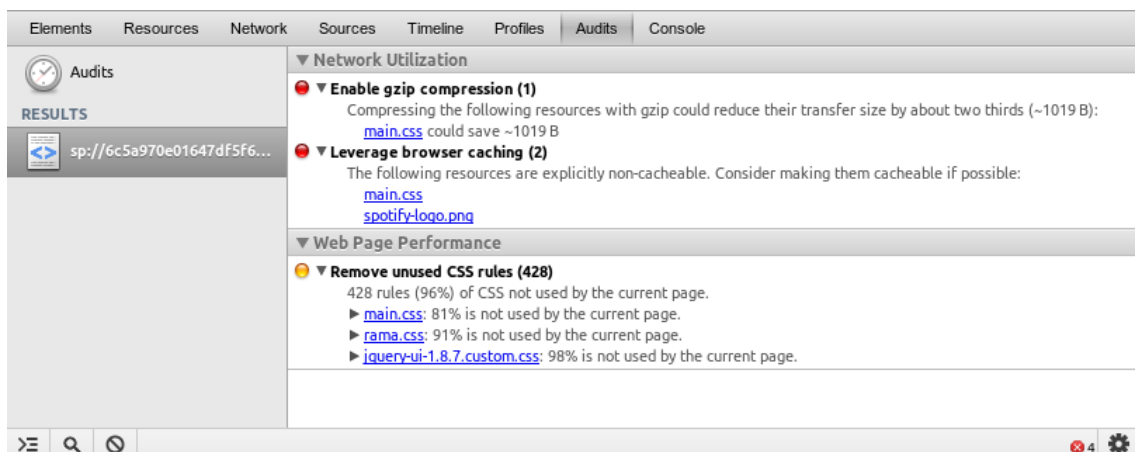 Elements Resources Network Sources Timeline Profiles Audits Console
Audits
RESULTS
sp://6c5a970e01647df5f6...
▼ Network Utilization
▼ Enable gzip compression (1)
Compressing the following resources with gzip could reduce their transfer size by about two thirds (~1019 B):
main.css could save ~1019 B
▼ Leverage browser caching (2)
The following resources are explicitly non-cacheable. Consider making them cacheable if possible:
main.css
spotify-logo.png
▼ Web Page Performance
▼ Remove unused CSS rules (428)
428 rules (96%) of CSS not used by the current page.
▶ main.css: 81% is not used by the current page.
▶ rama.css: 91% is not used by the current page.
▶ jquery-ui-1.8.7.custom.css: 98% is not used by the current page.
4